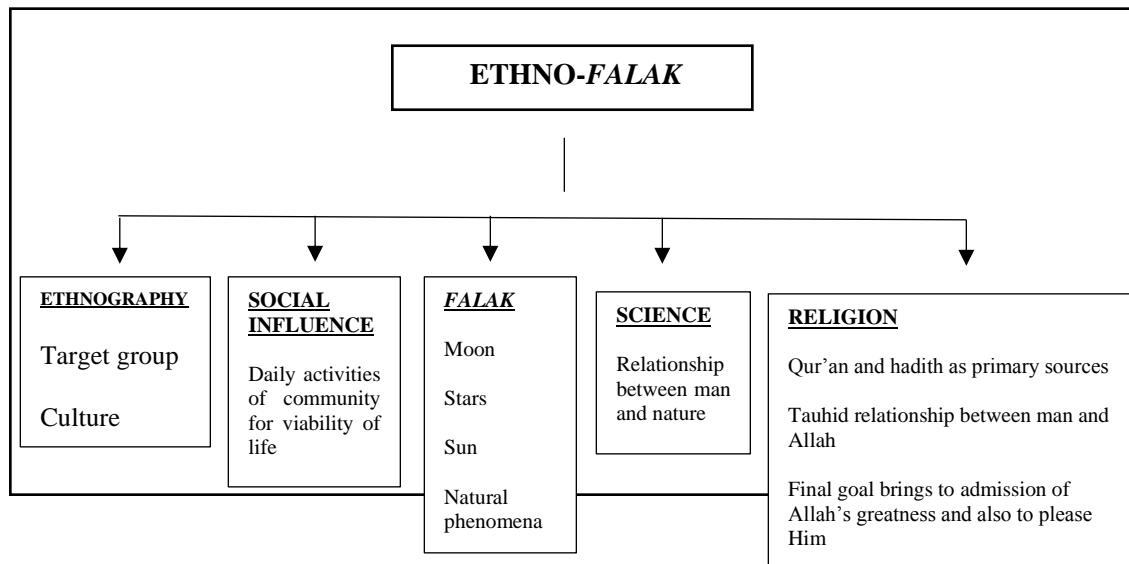 ETHNO-FALAK
ETHNOGRAPHY
Target group
Culture
SOCIAL
INFLUENCE
Daily activities
of community
for viability of
life
FALAK
Moon
Stars
Sun
Natural
phenomena
SCIENCE
Relationship
between man
and nature
RELIGION
Qur’an and hadith as primary sources
Tauhid relationship between man and
Allah
Final goal brings to admission of
Allah’s greatness and also to please
Him